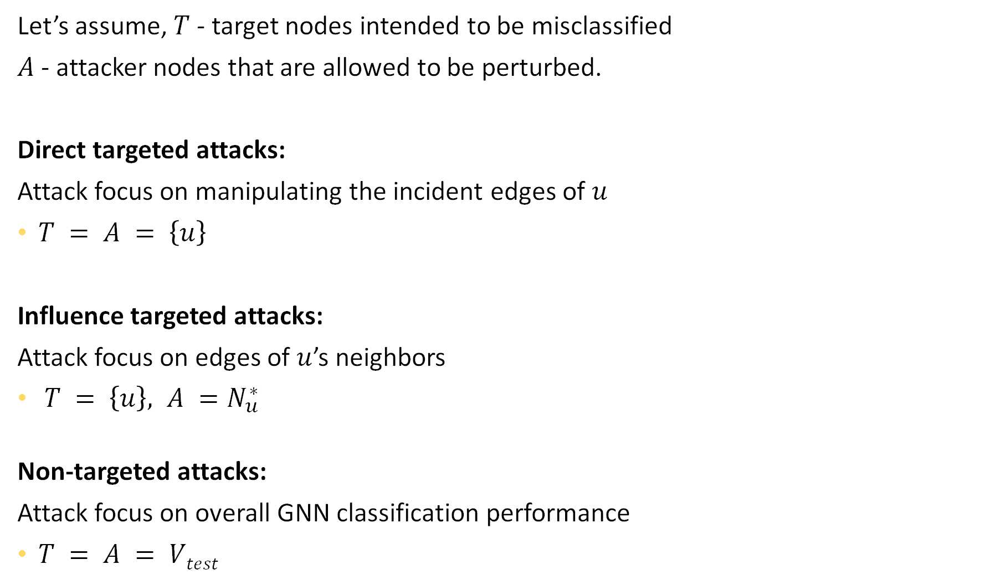 Let’s assume, T - target nodes intended to be misclassified
A - attacker nodes that are allowed to be perturbed.
Direct targeted attacks:
Attack focus on manipulating the incident edges of u
• T = A = {u}
Influence targeted attacks:
Attack focus on edges of u’s neighbors
• T = {u}, A = N_u^*
Non-targeted attacks:
Attack focus on overall GNN classification performance
• T = A = V_test